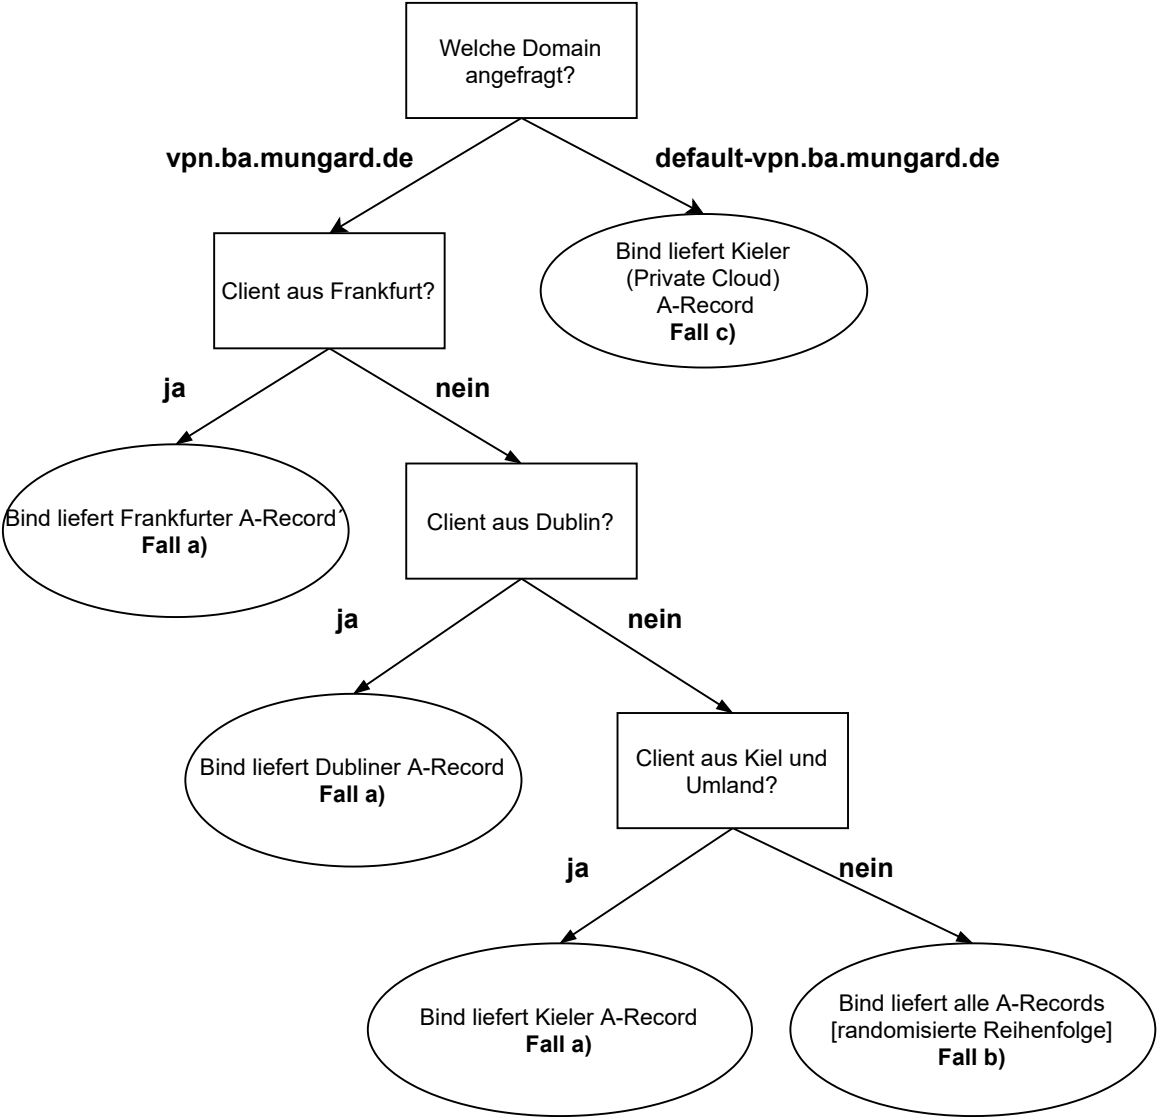 Welche Domain
angefragt?
vpn.ba.mungard.de
default-vpn.ba.mungard.de
Client aus Frankfurt?
Bind liefert Kieler
(Private Cloud)
A-Record
Fall c)
ja
nein
Bind liefert Frankfurter A-Record´
Fall a)
Client aus Dublin?
ja
nein
Bind liefert Dubliner A-Record
Fall a)
Client aus Kiel und
Umland?
ja
nein
Bind liefert Kieler A-Record
Fall a)
Bind liefert alle A-Records
[randomisierte Reihenfolge]
Fall b)